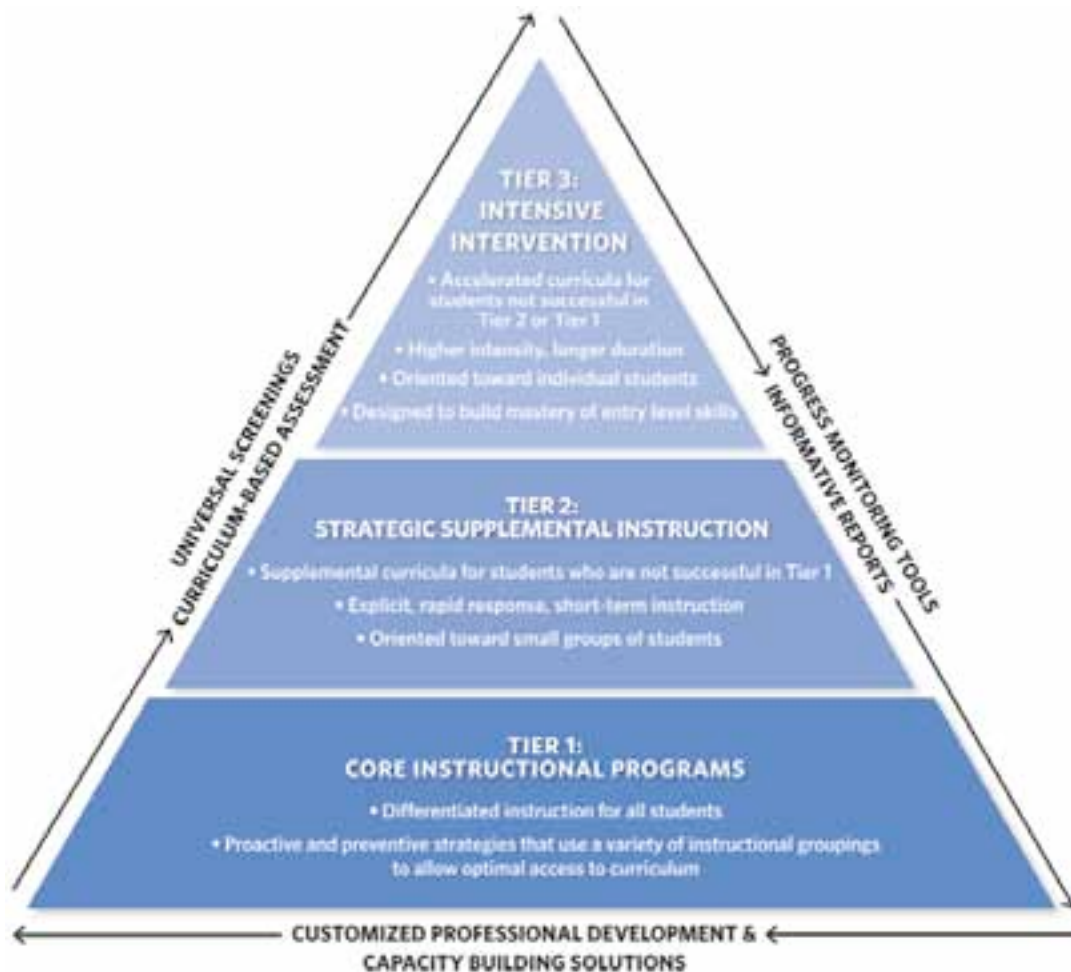 TIER 3:
INTENSIVE
INTERVENTION
• Accelerated curricula for
students not successful in
Tier 2 or Tier 1
• Higher intensity, longer duration
• Oriented toward individual students
• Designed to build mastery of entry level skills
UNIVERSAL SCREENINGS
CURRICULUM-BASED ASSESSMENT
PROGRESS MONITORING TOOLS
INFORMATIVE REPORTS
TIER 2:
STRATEGIC SUPPLEMENTAL INSTRUCTION
• Supplemental curricula for students who are not successful in Tier 1
• Explicit, rapid response, short-term instruction
• Oriented toward small groups of students
TIER 1:
CORE INSTRUCTIONAL PROGRAMS
• Differentiated instruction for all students
• Proactive and preventive strategies that use a variety of instructional groupings
to allow optimal access to curriculum
CUSTOMIZED PROFESSIONAL DEVELOPMENT &
CAPACITY BUILDING SOLUTIONS